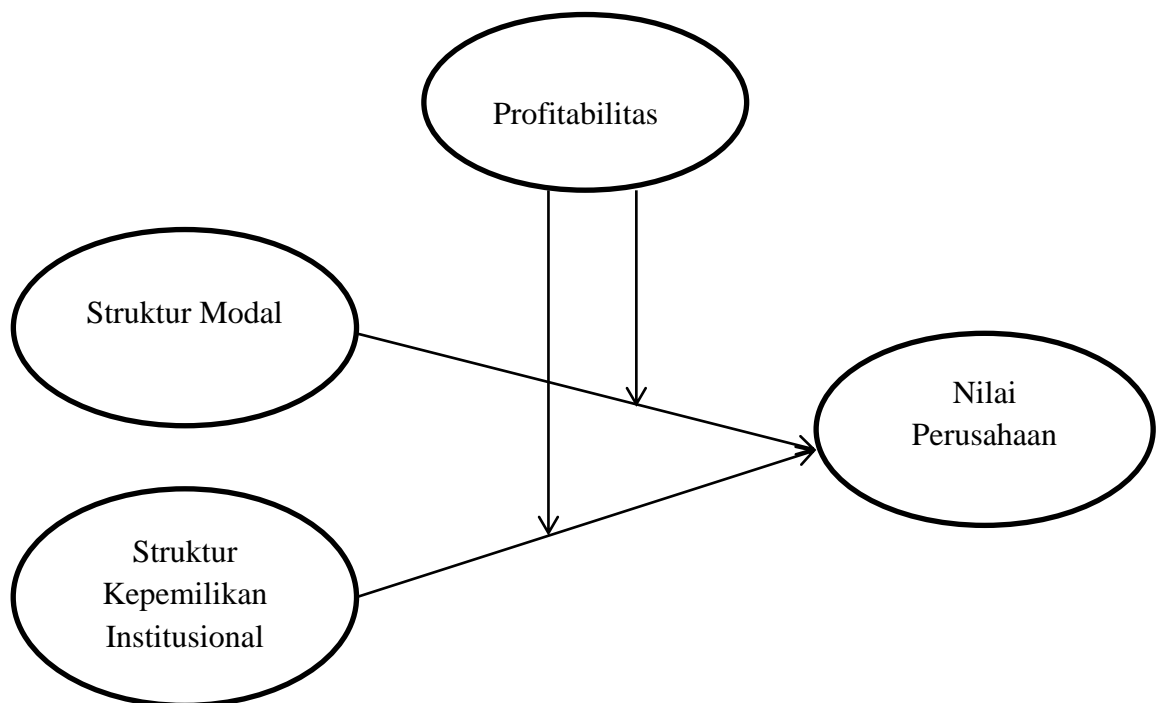 Profitabilitas
Struktur Modal
Nilai
Perusahaan
Struktur
Kepemilikan
Institusional